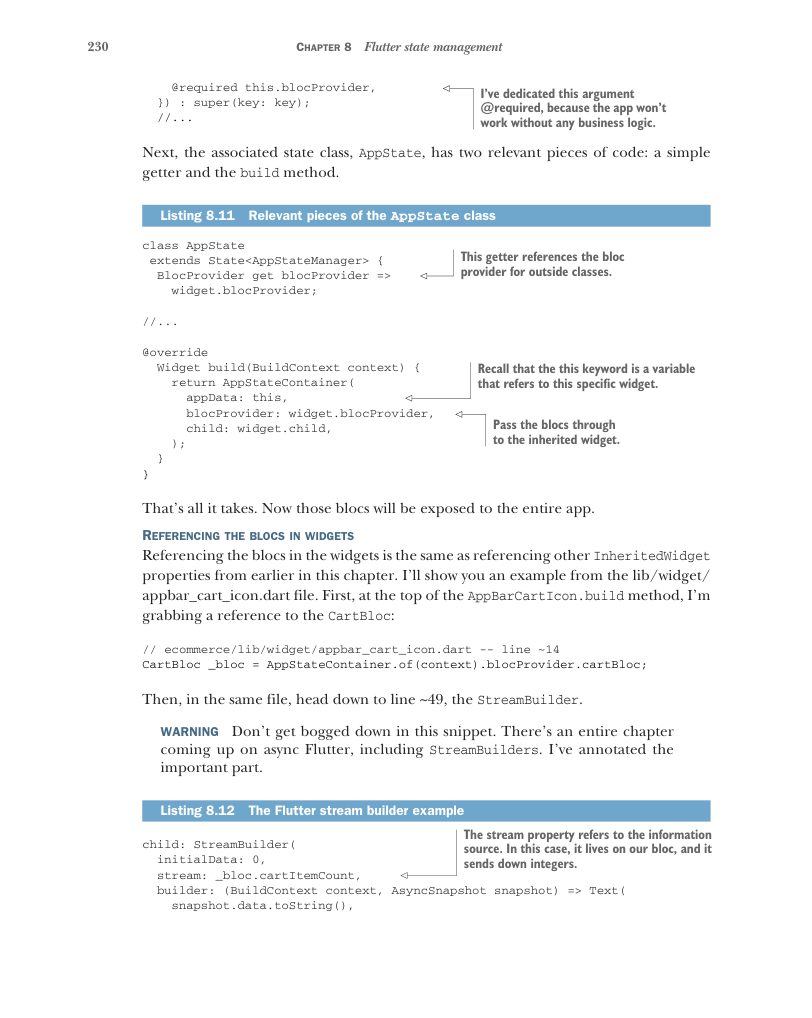 230
CHAPTER 8 Flutter state management
@required this.blocProvider,
}) : super(key: key);
//...
I've dedicated this argument
@required, because the app won't
work without any business logic.
Next, the associated state class, AppState, has two relevant pieces of code: a simple
getter and the build method.
Listing 8.11 Relevant pieces of the AppState class
class AppState
extends State<AppStateManager> {
BlocProvider get blocProvider =>
widget.blocProvider;
This getter references the bloc
provider for outside classes.
//...
@override
Widget build(BuildContext context) {
return AppStateContainer(
appData: this,
blocProvider: widget.blocProvider,
child: widget.child,
);
}
}
Recall that the this keyword is a variable
that refers to this specific widget.
Pass the blocs through
to the inherited widget.
That's all it takes. Now those blocs will be exposed to the entire app.
REFERENCING THE BLOCS IN WIDGETS
Referencing the blocs in the widgets is the same as referencing other InheritedWidget
properties from earlier in this chapter. I'll show you an example from the lib/widget/
appbar_cart_icon.dart file. First, at the top of the AppBarCartIcon.build method, I'm
grabbing a reference to the CartBloc:
// ecommerce/lib/widget/appbar_cart_icon.dart -- line ~14
CartBloc _bloc = AppStateContainer.of(context).blocProvider.cartBloc;
Then, in the same file, head down to line ~49, the StreamBuilder.
WARNING Don't get bogged down in this snippet. There's an entire chapter
coming up on async Flutter, including StreamBuilders. I've annotated the
important part.
Listing 8.12 The Flutter stream builder example
child: StreamBuilder(
initialData: 0,
stream: _bloc.cartItemCount,
builder: (BuildContext context, AsyncSnapshot snapshot) => Text(
snapshot.data.toString(),
The stream property refers to the information
source. In this case, it lives on our bloc, and it
sends down integers.